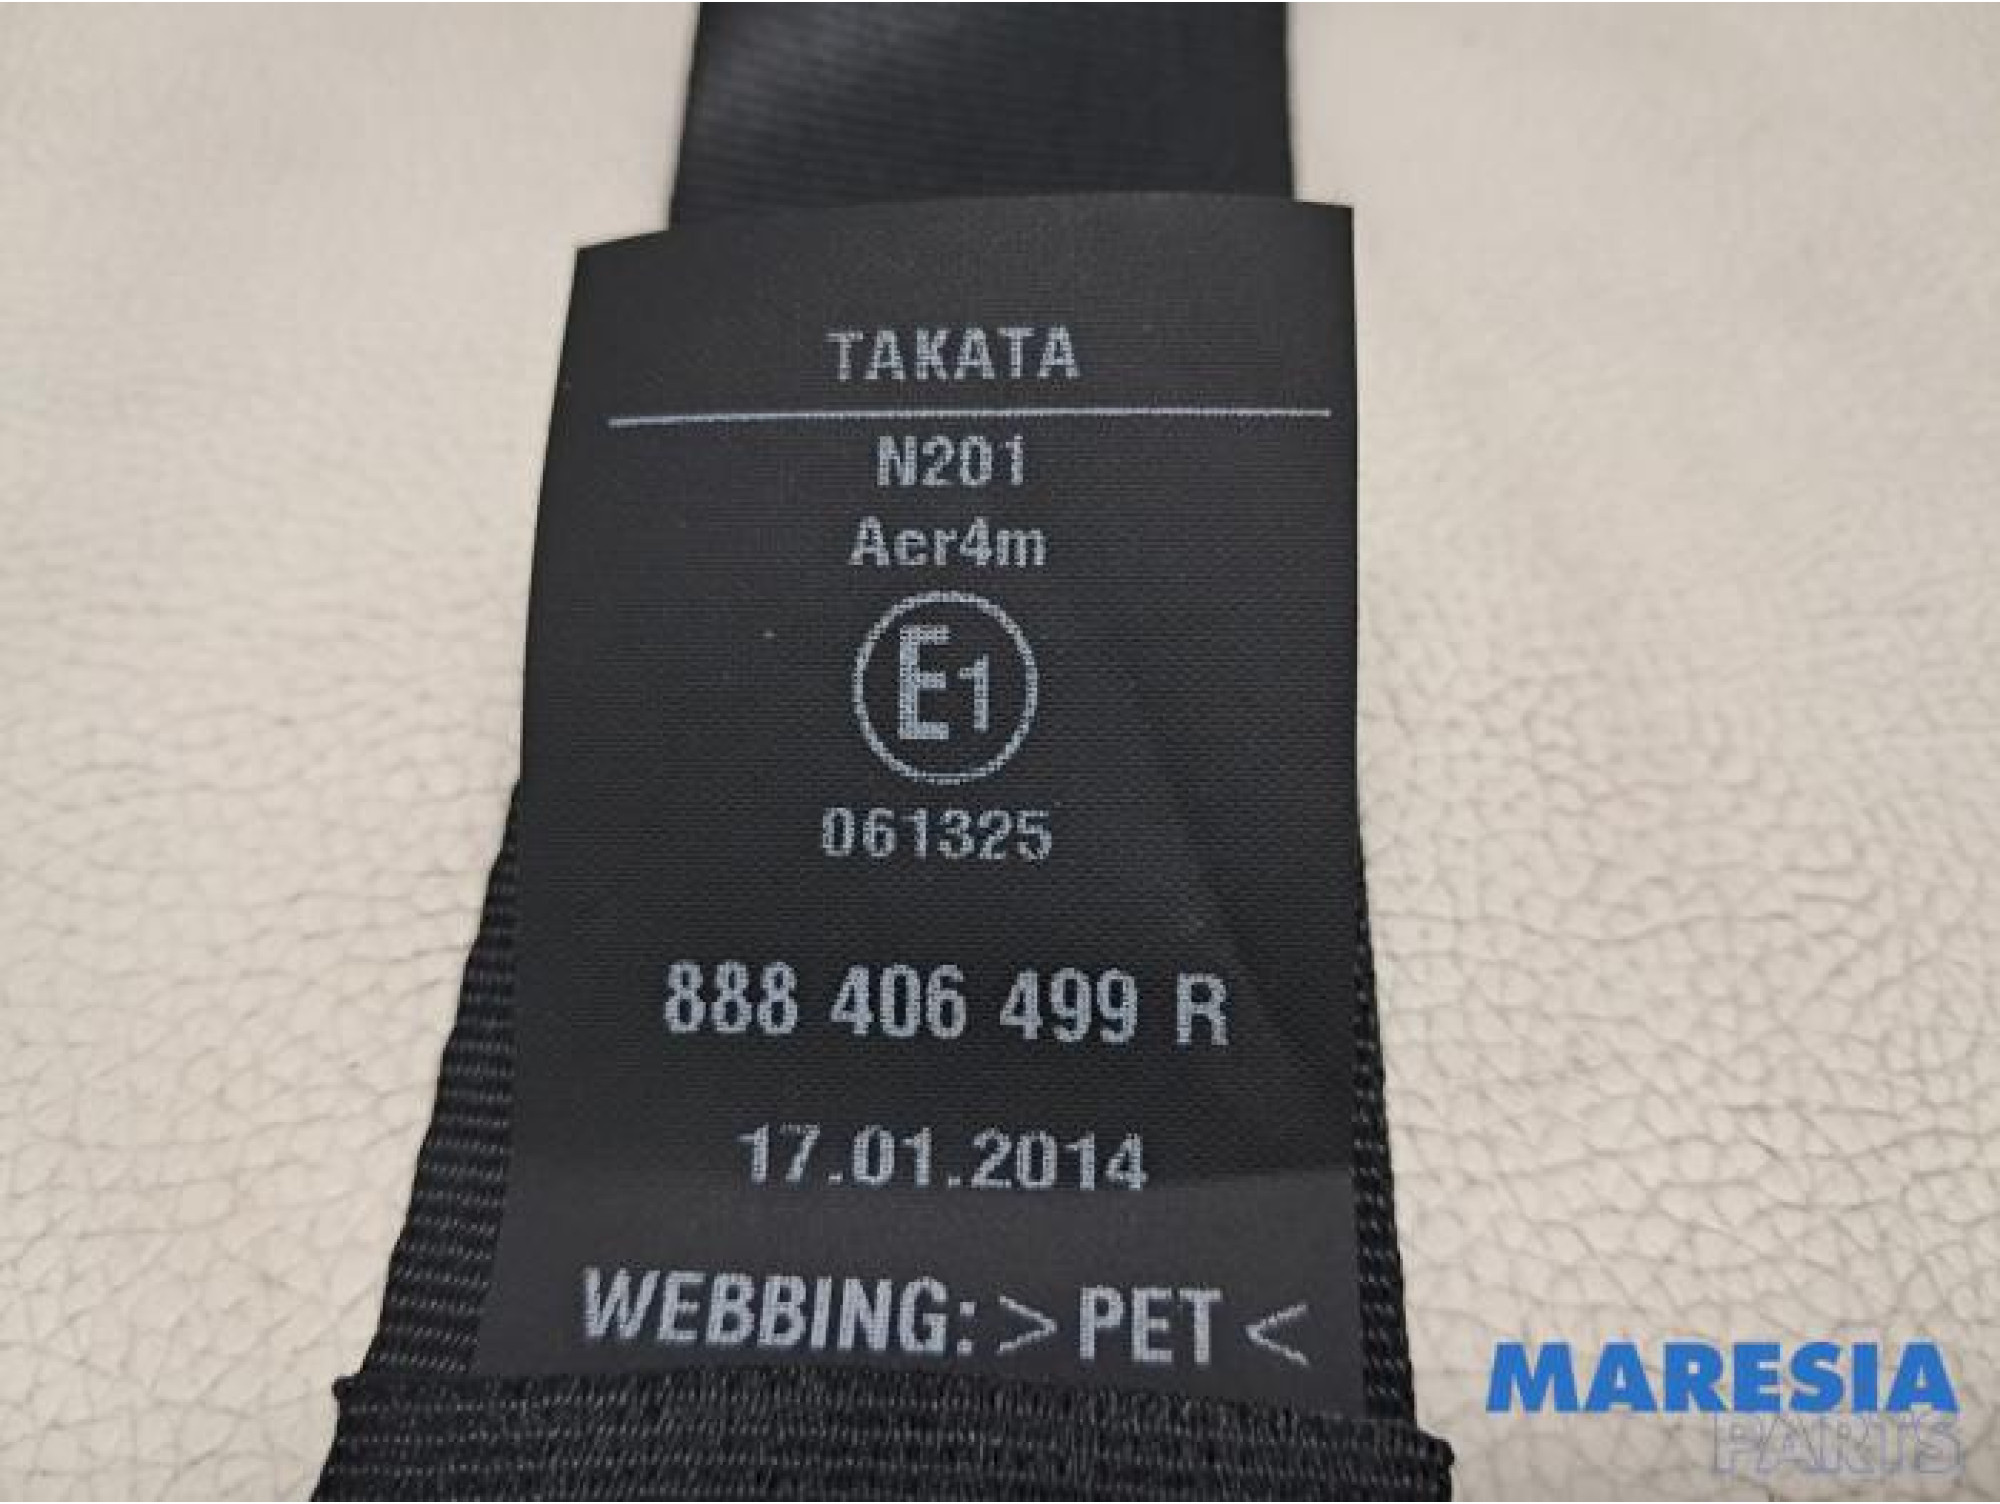 TAKATA
N201
Aer4m
E1
061325
888 406 499 R
17.01.2014
WEBBING: >PET<
MARESIA
PARTS